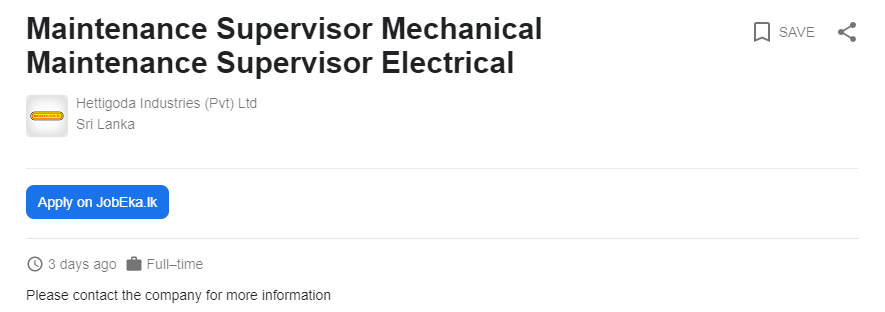 Maintenance Supervisor Mechanical
Maintenance Supervisor Electrical
SAVE
Hettigoda Industries (Pvt) Ltd
Sri Lanka
Apply on JobEka.lk
3 days ago Full–time
Please contact the company for more information